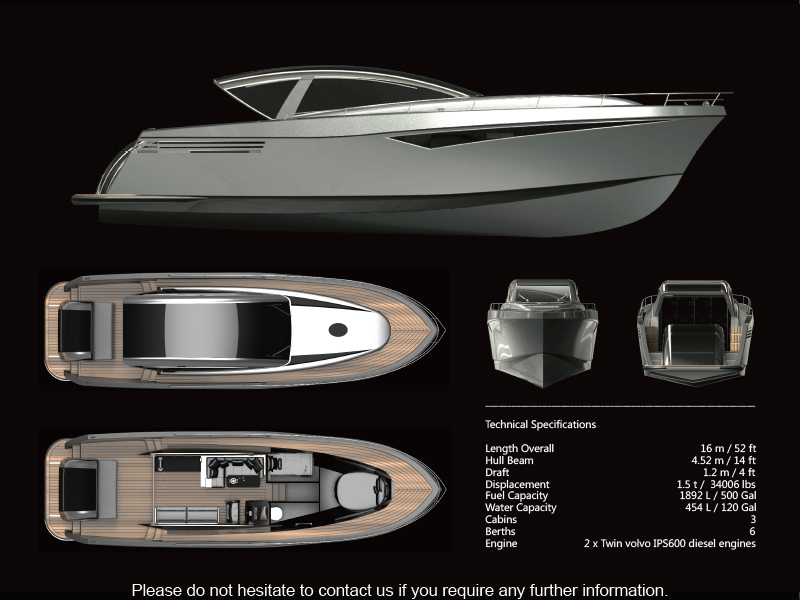 Technical Specifications
Length Overall 16 m / 52 ft
Hull Beam 4.52 m / 14 ft
Draft 1.2 m / 4 ft
Displacement 1.5 t / 34006 lbs
Fuel Capacity 1892 L / 500 Gal
Water Capacity 454 L / 120 Gal
Cabins 3
Berths 6
Engine 2 x Twin volvo IPS600 diesel engines
Please do not hesitate to contact us if you require any further information.